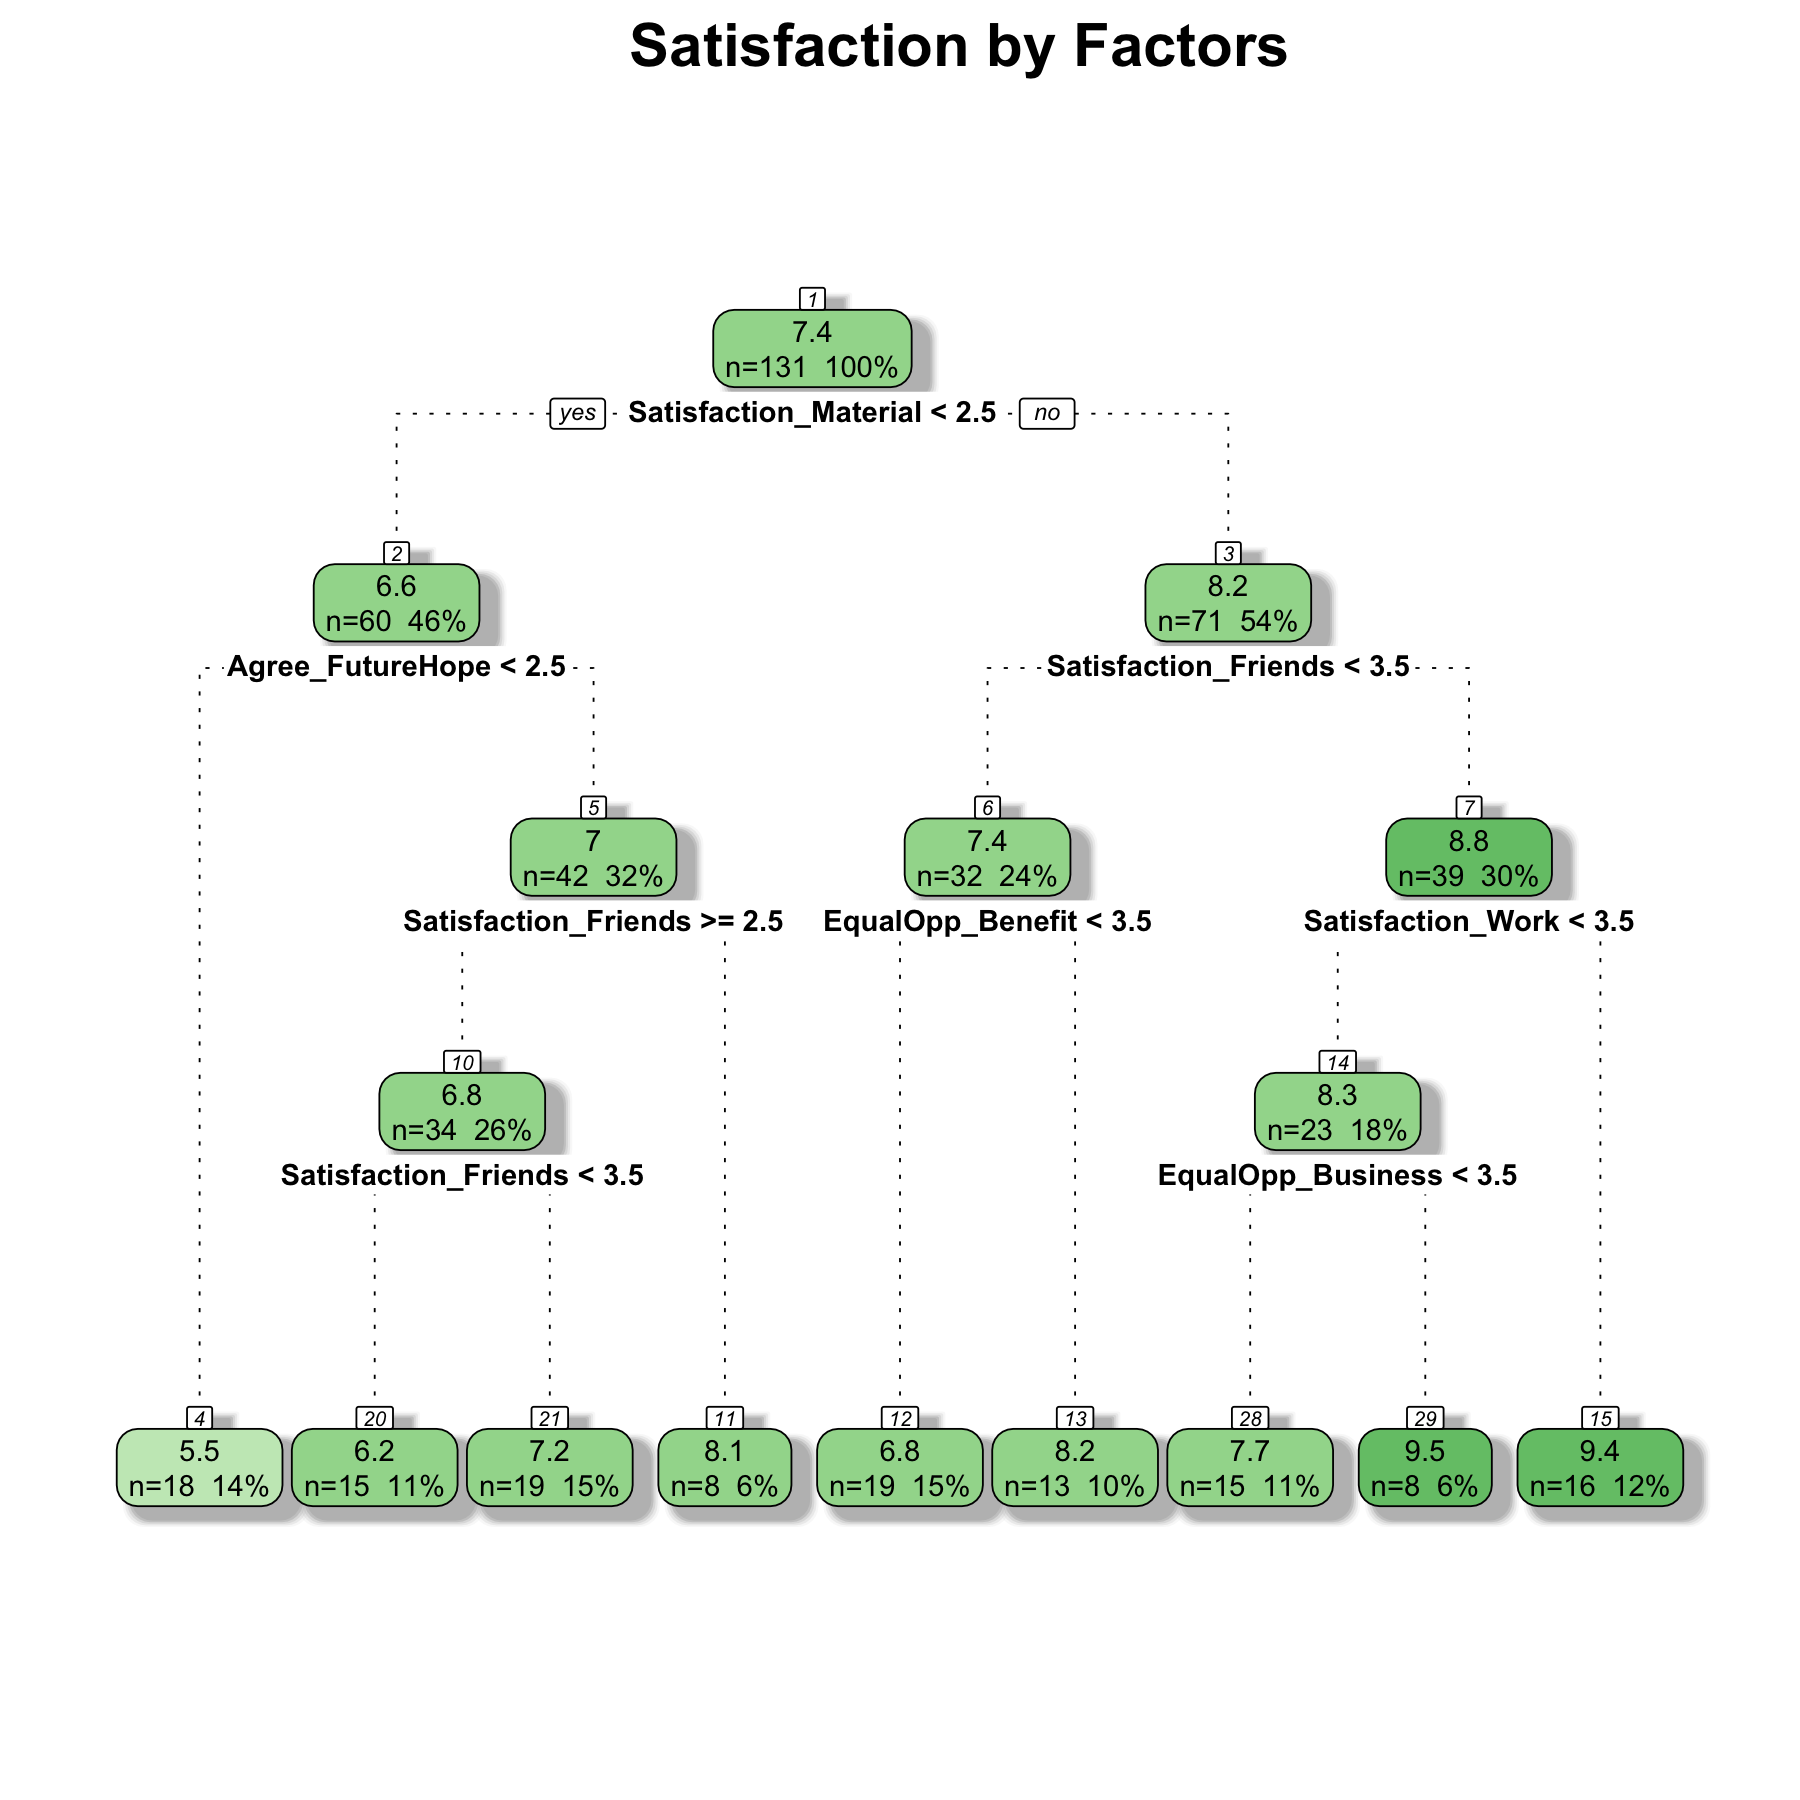 Satisfaction by Factors
1
7.4
n=131 100%
yes Satisfaction_Material < 2.5 no
2
6.6
n=60 46%
3
8.2
n=71 54%
Agree_FutureHope < 2.5
Satisfaction_Friends < 3.5
5
7
n=42 32%
6
7.4
n=32 24%
7
8.8
n=39 30%
Satisfaction_Friends >= 2.5
EqualOpp_Benefit < 3.5
Satisfaction_Work < 3.5
10
6.8
n=34 26%
14
8.3
n=23 18%
Satisfaction_Friends < 3.5
EqualOpp_Business < 3.5
4
5.5
n=18 14%
20
6.2
n=15 11%
21
7.2
n=19 15%
11
8.1
n=8 6%
12
6.8
n=19 15%
13
8.2
n=13 10%
28
7.7
n=15 11%
29
9.5
n=8 6%
15
9.4
n=16 12%